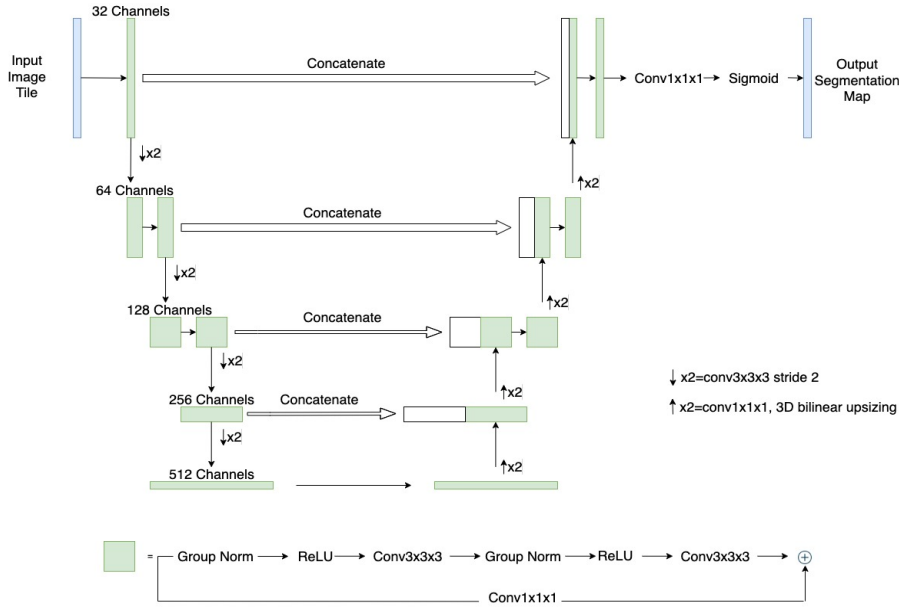 32 Channels
Input
Image
Tile
Concatenate
Conv1x1x1
Sigmoid
Output
Segmentation
Map
x2
x2
64 Channels
Concatenate
x2
x2
128 Channels
Concatenate
x2
x2
x2=conv3x3x3 stride 2
256 Channels
Concatenate
x2=conv1x1x1, 3D bilinear upsizing
x2
x2
512 Channels
= Group Norm ReLU Conv3x3x3 Group Norm ReLU Conv3x3x3
Conv1x1x1